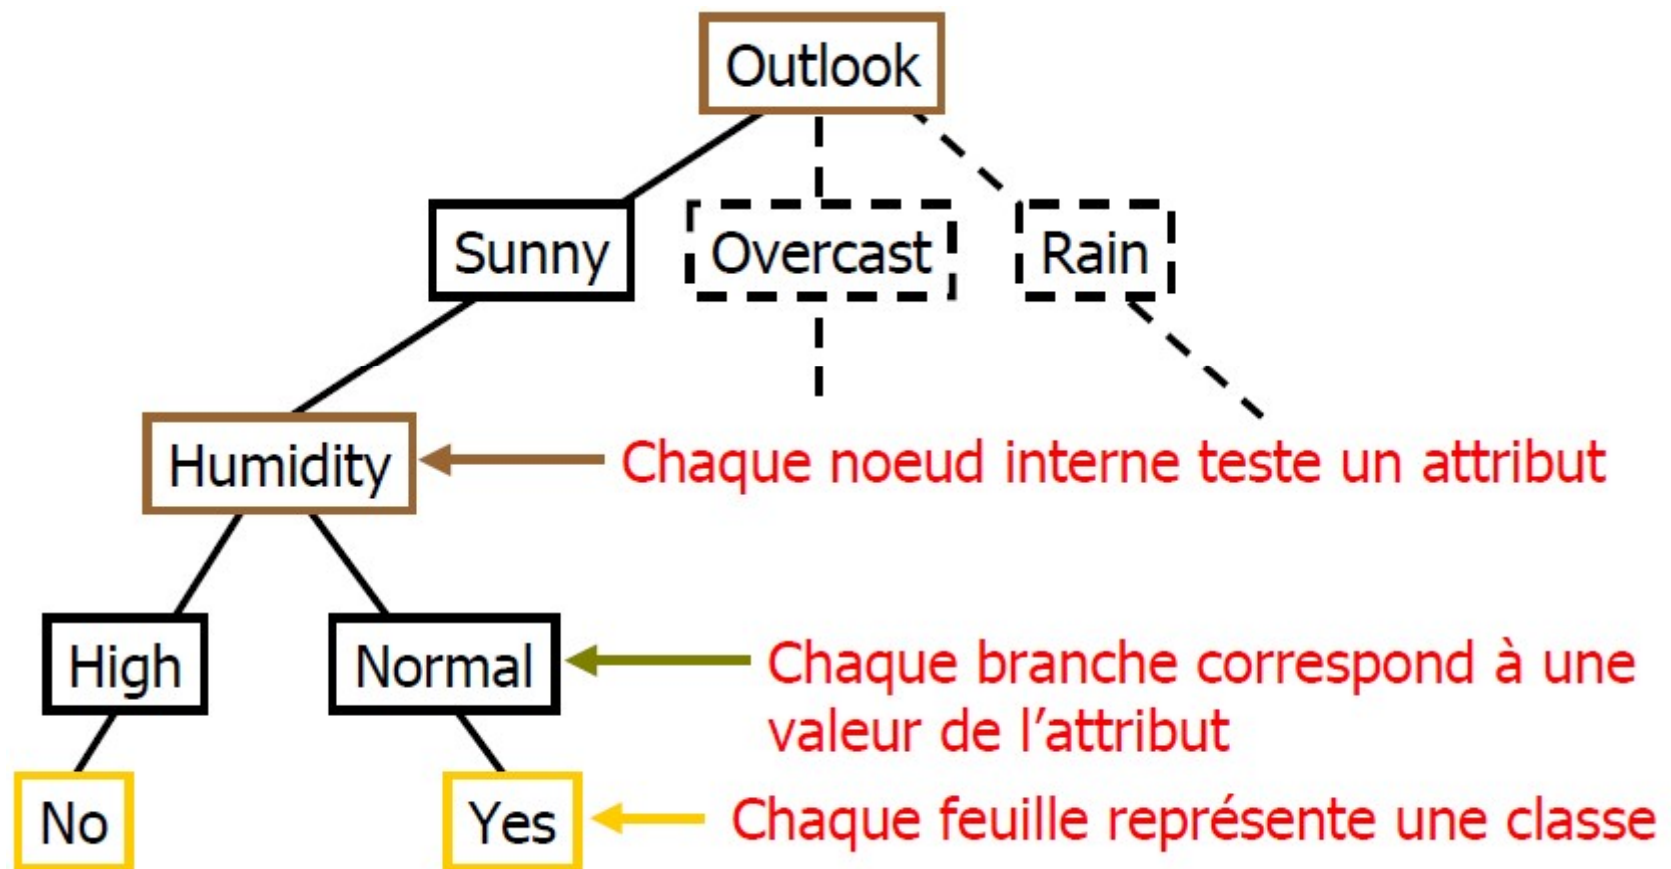 Outlook
Sunny
Overcast
Rain
Humidity
Chaque noeud interne teste un attribut
High
Normal
Chaque branche correspond à une
valeur de l'attribut
No
Yes
Chaque feuille représente une classe